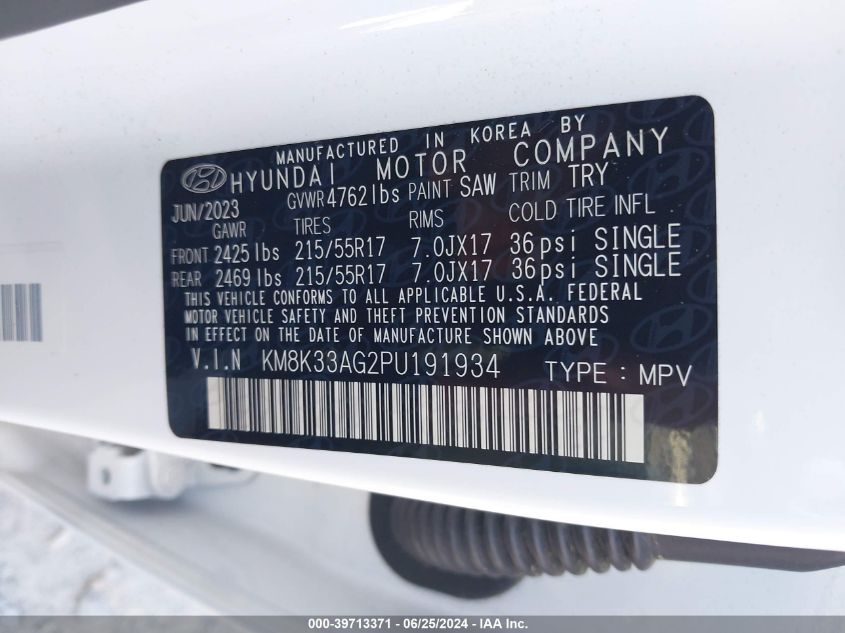 MANUFACTURED IN KOREA BY
HYUNDAI MOTOR COMPANY
JUN/2023 GVWR 4762 lbs PAINT SAW TRIM TRY
GAWR TIRES RIMS COLD TIRE INFL
FRONT 2425 lbs 215/55R17 7.0JX17 36psi SINGLE
REAR 2469 lbs 215/55R17 7.0JX17 36psi SINGLE
THIS VEHICLE CONFORMS TO ALL APPLICABLE U.S.A. FEDERAL
MOTOR VEHICLE SAFETY AND THEFT PREVENTION STANDARDS
IN EFFECT ON THE DATE OF MANUFACTURE SHOWN ABOVE
V.I.N KM8K33AG2PU191934 TYPE : MPV
000-39713371 - 06/25/2024 - IAA Inc.